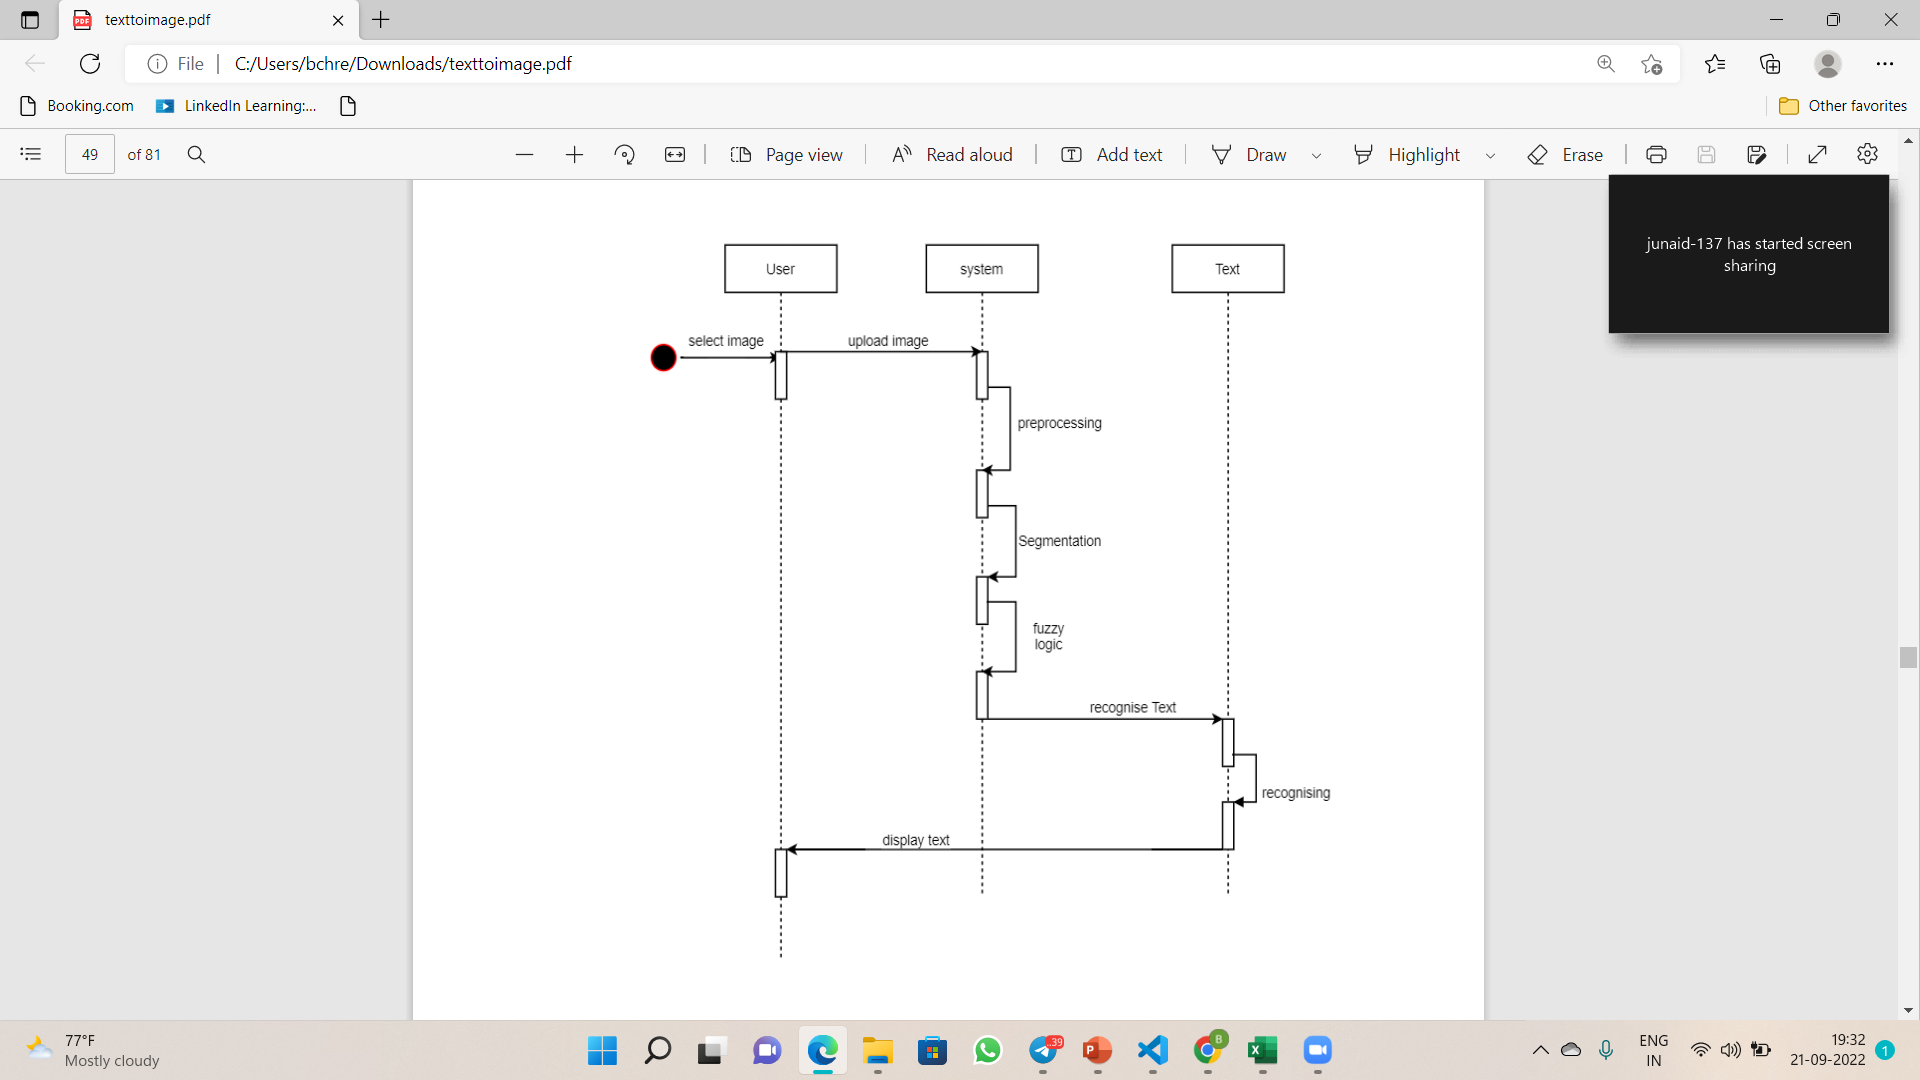 texttoimage.pdf
File
C:/Users/bchre/Downloads/texttoimage.pdf
Booking.com
LinkedIn Learning:...
Other favorites
49 of 81
Page view
Read aloud
Add text
Draw
Highlight
Erase
junaid-137 has started screen
sharing
User
system
Text
select image
upload image
preprocessing
Segmentation
fuzzy
logic
recognise Text
recognising
display text
77°F
Mostly cloudy
39
B
ENG
IN
19:32
21-09-2022
1